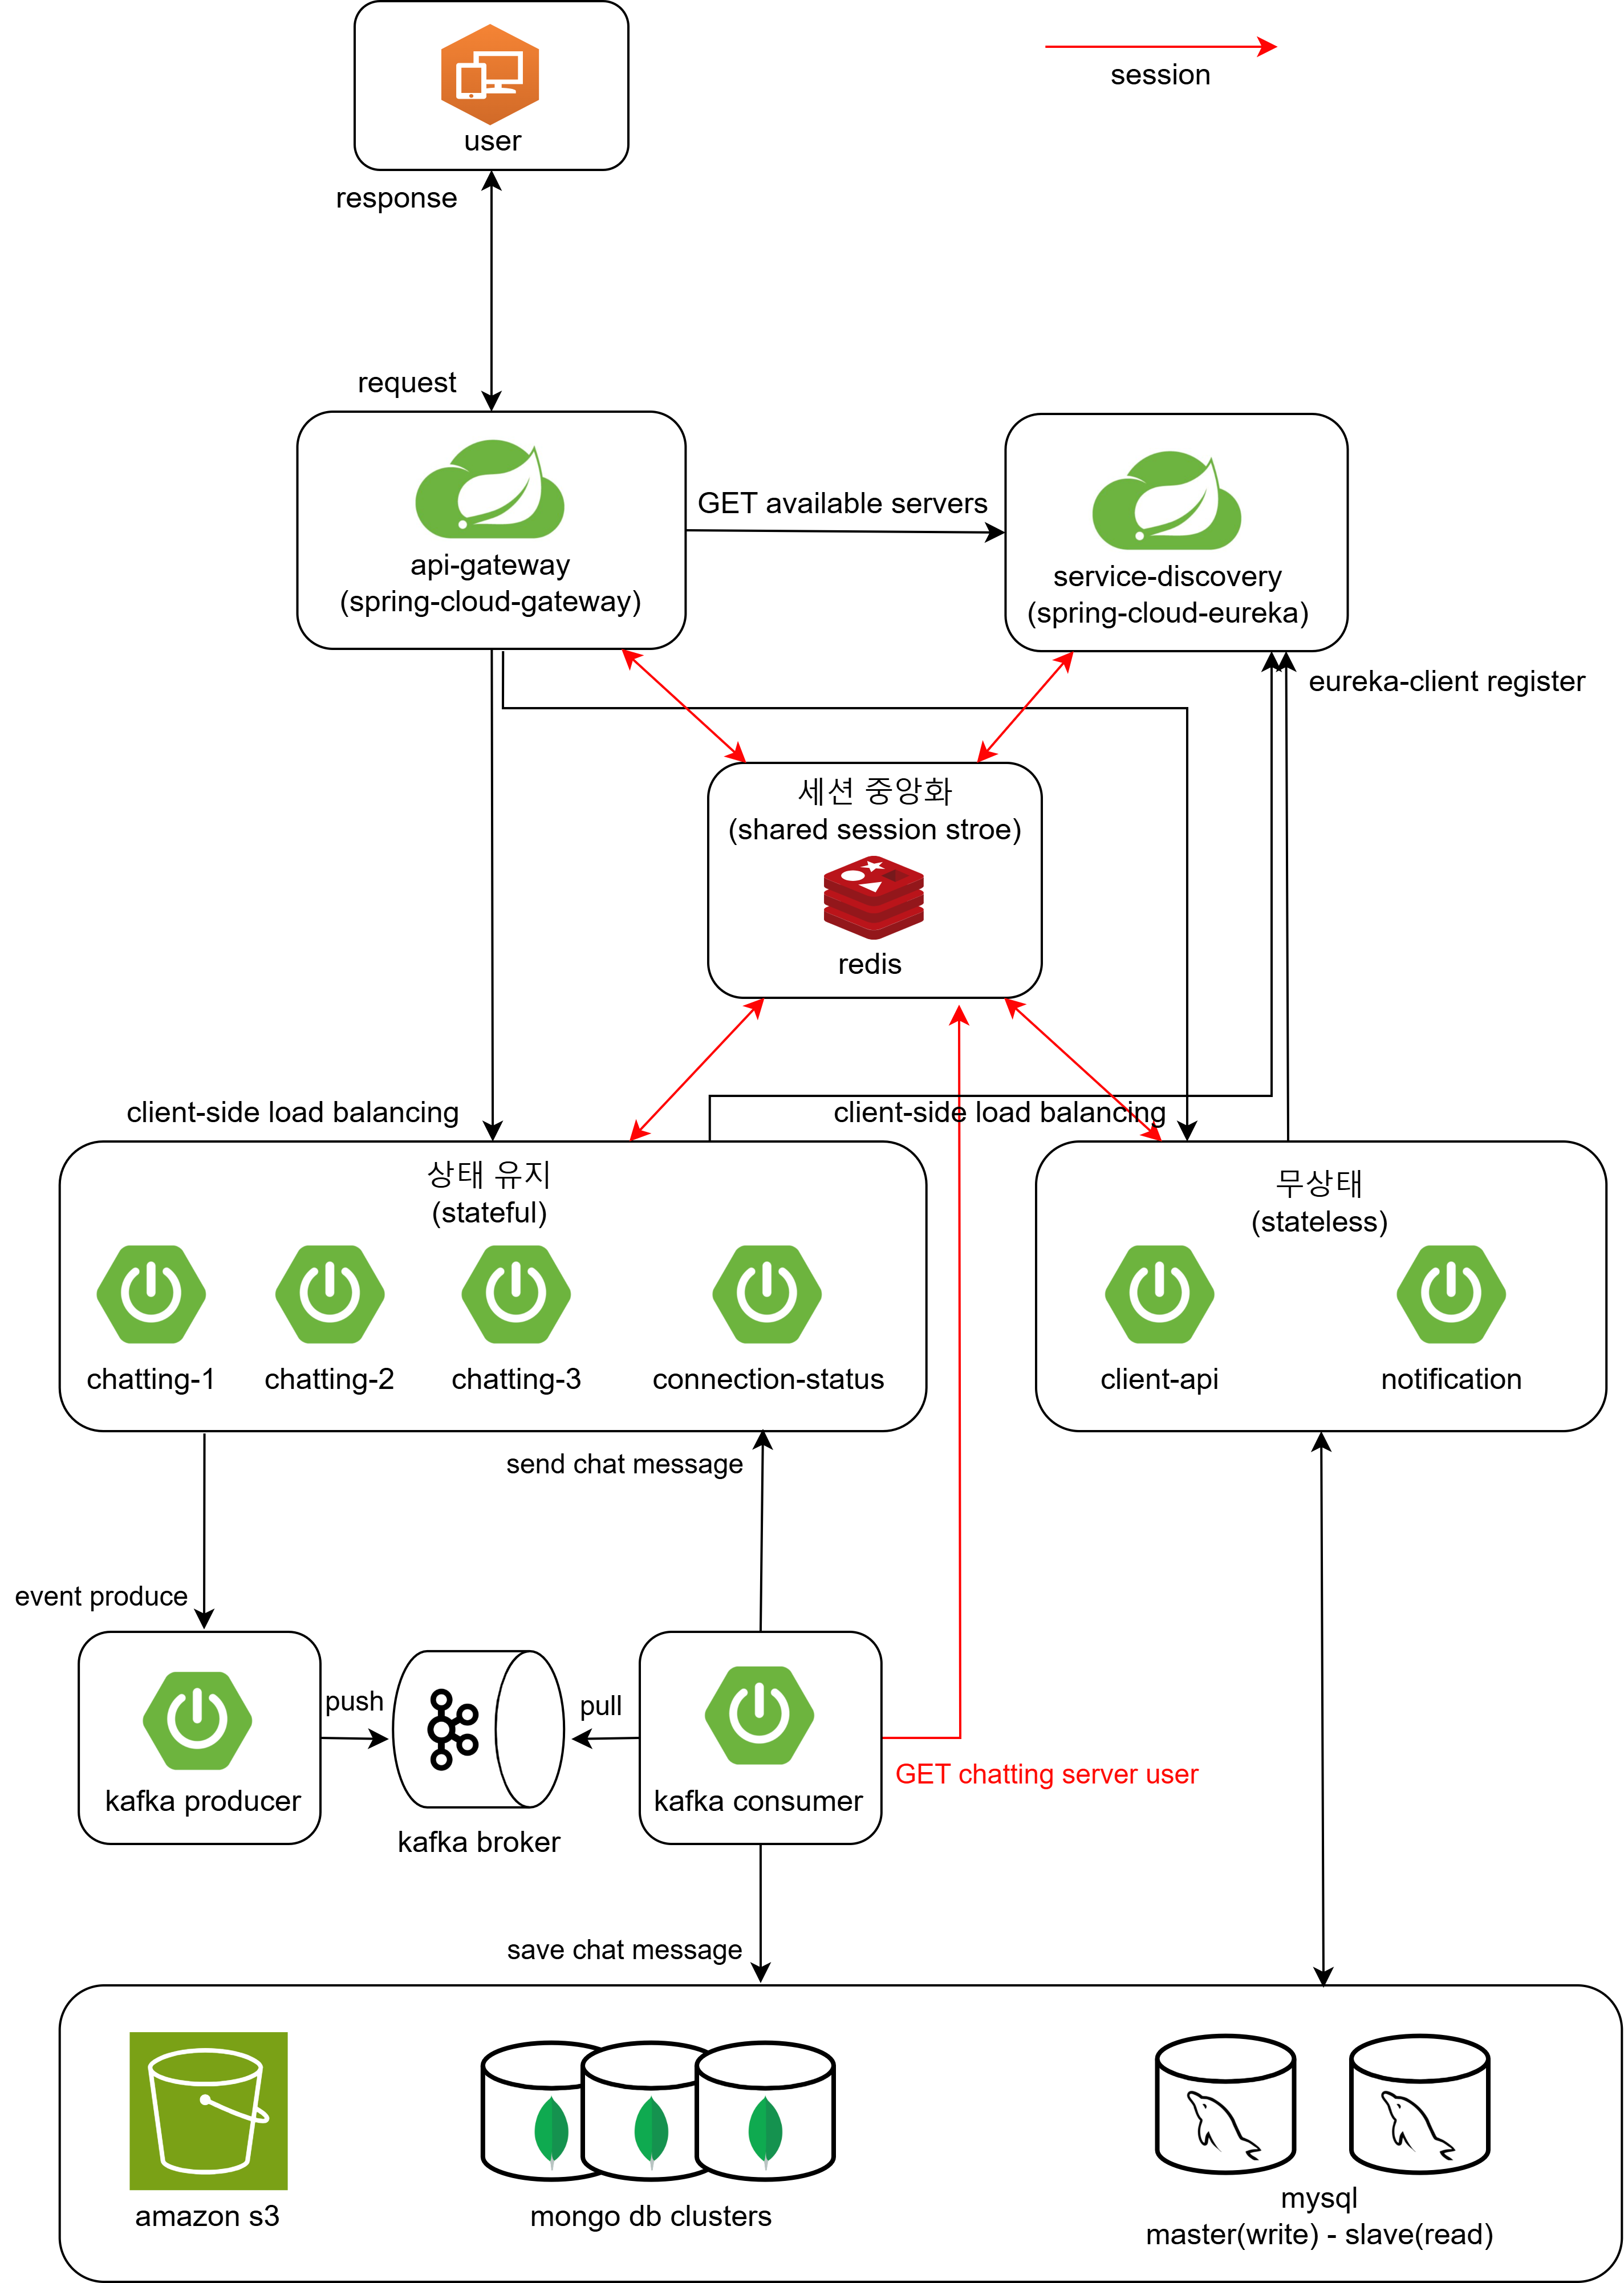 user
session
response
request
api-gateway
(spring-cloud-gateway)
GET available servers
service-discovery
(spring-cloud-eureka)
eureka-client register
세션 중앙화
(shared session stroe)
redis
client-side load balancing
client-side load balancing
상태 유지
(stateful)
chatting-1
chatting-2
chatting-3
connection-status
무상태
(stateless)
client-api
notification
send chat message
event produce
kafka producer
push
kafka broker
pull
kafka consumer
GET chatting server user
save chat message
amazon s3
mongo db clusters
mysql
master(write) - slave(read)